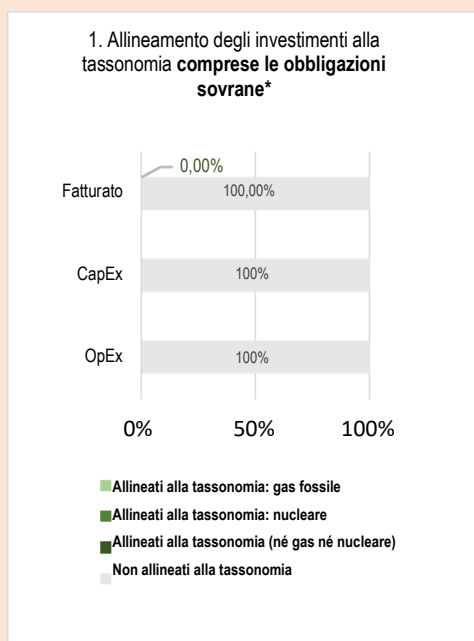 1. Allineamento degli investimenti alla
tassonomia comprese le obbligazioni
sovrane*
0,00%
Fatturato
100,00%
CapEx
100%
OpEx
100%
0%
50%
100%
Allineati alla tassonomia: gas fossile
Allineati alla tassonomia: nucleare
Allineati alla tassonomia (né gas né nucleare)
Non allineati alla tassonomia